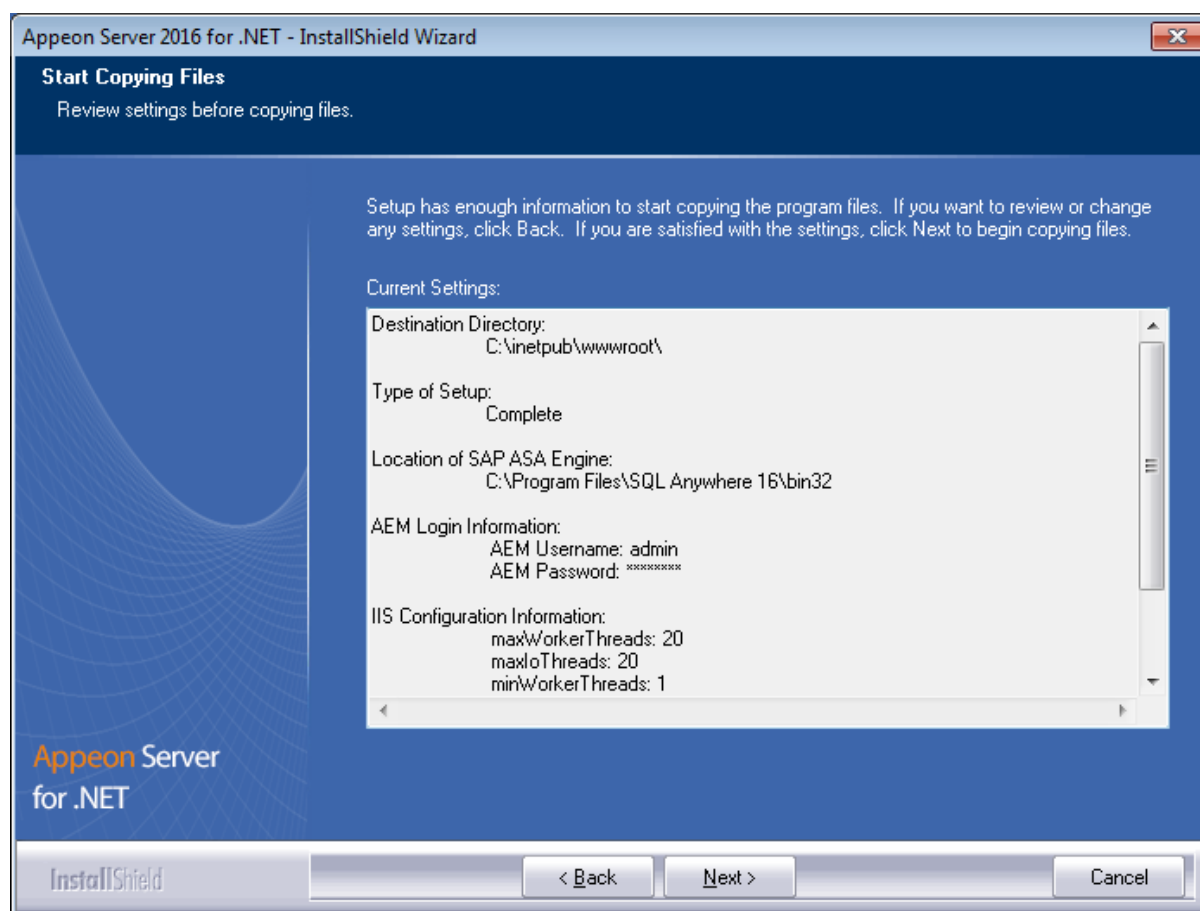 Appeon Server 2016 for .NET - InstallShield Wizard
Start Copying Files
Review settings before copying files.
Setup has enough information to start copying the program files. If you want to review or change
any settings, click Back. If you are satisfied with the settings, click Next to begin copying files.
Current Settings:
Destination Directory:
C:\inetpub\wwwroot\
Type of Setup:
Complete
Location of SAP ASA Engine:
C:\Program Files\SQL Anywhere 16\bin32
AEM Login Information:
AEM Username: admin
AEM Password: ********
IIS Configuration Information:
maxWorkerThreads: 20
maxIoThreads: 20
minWorkerThreads: 1
Appeon Server
for .NET
InstallShield
< Back
Next >
Cancel